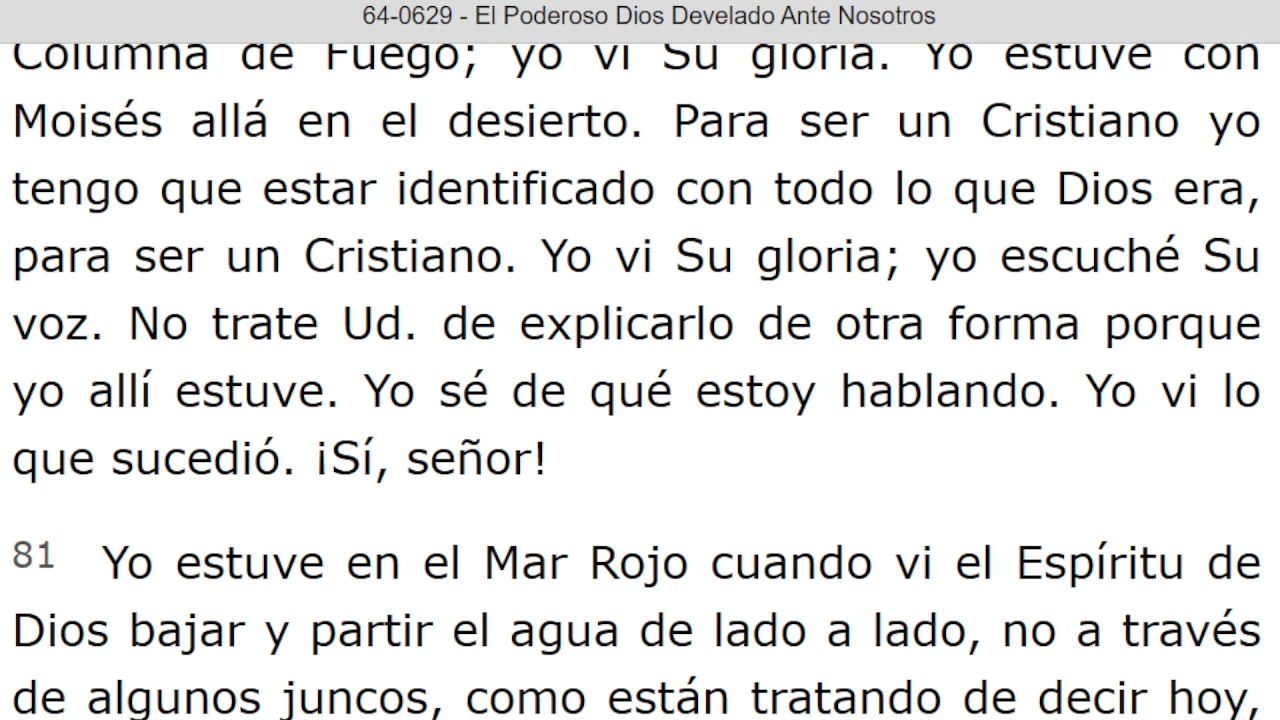 64-0629 - El Poderoso Dios Develado Ante Nosotros
Columna de Fuego; yo vi Su gloria. Yo estuve con
Moisés allá en el desierto. Para ser un Cristiano yo
tengo que estar identificado con todo lo que Dios era,
para ser un Cristiano. Yo vi Su gloria; yo escuché Su
voz. No trate Ud. de explicarlo de otra forma porque
yo allí estuve. Yo sé de qué estoy hablando. Yo vi lo
que sucedió. ¡Sí, señor!
81 Yo estuve en el Mar Rojo cuando vi el Espíritu de
Dios bajar y partir el agua de lado a lado, no a través
de algunos juncos, como están tratando de decir hoy,